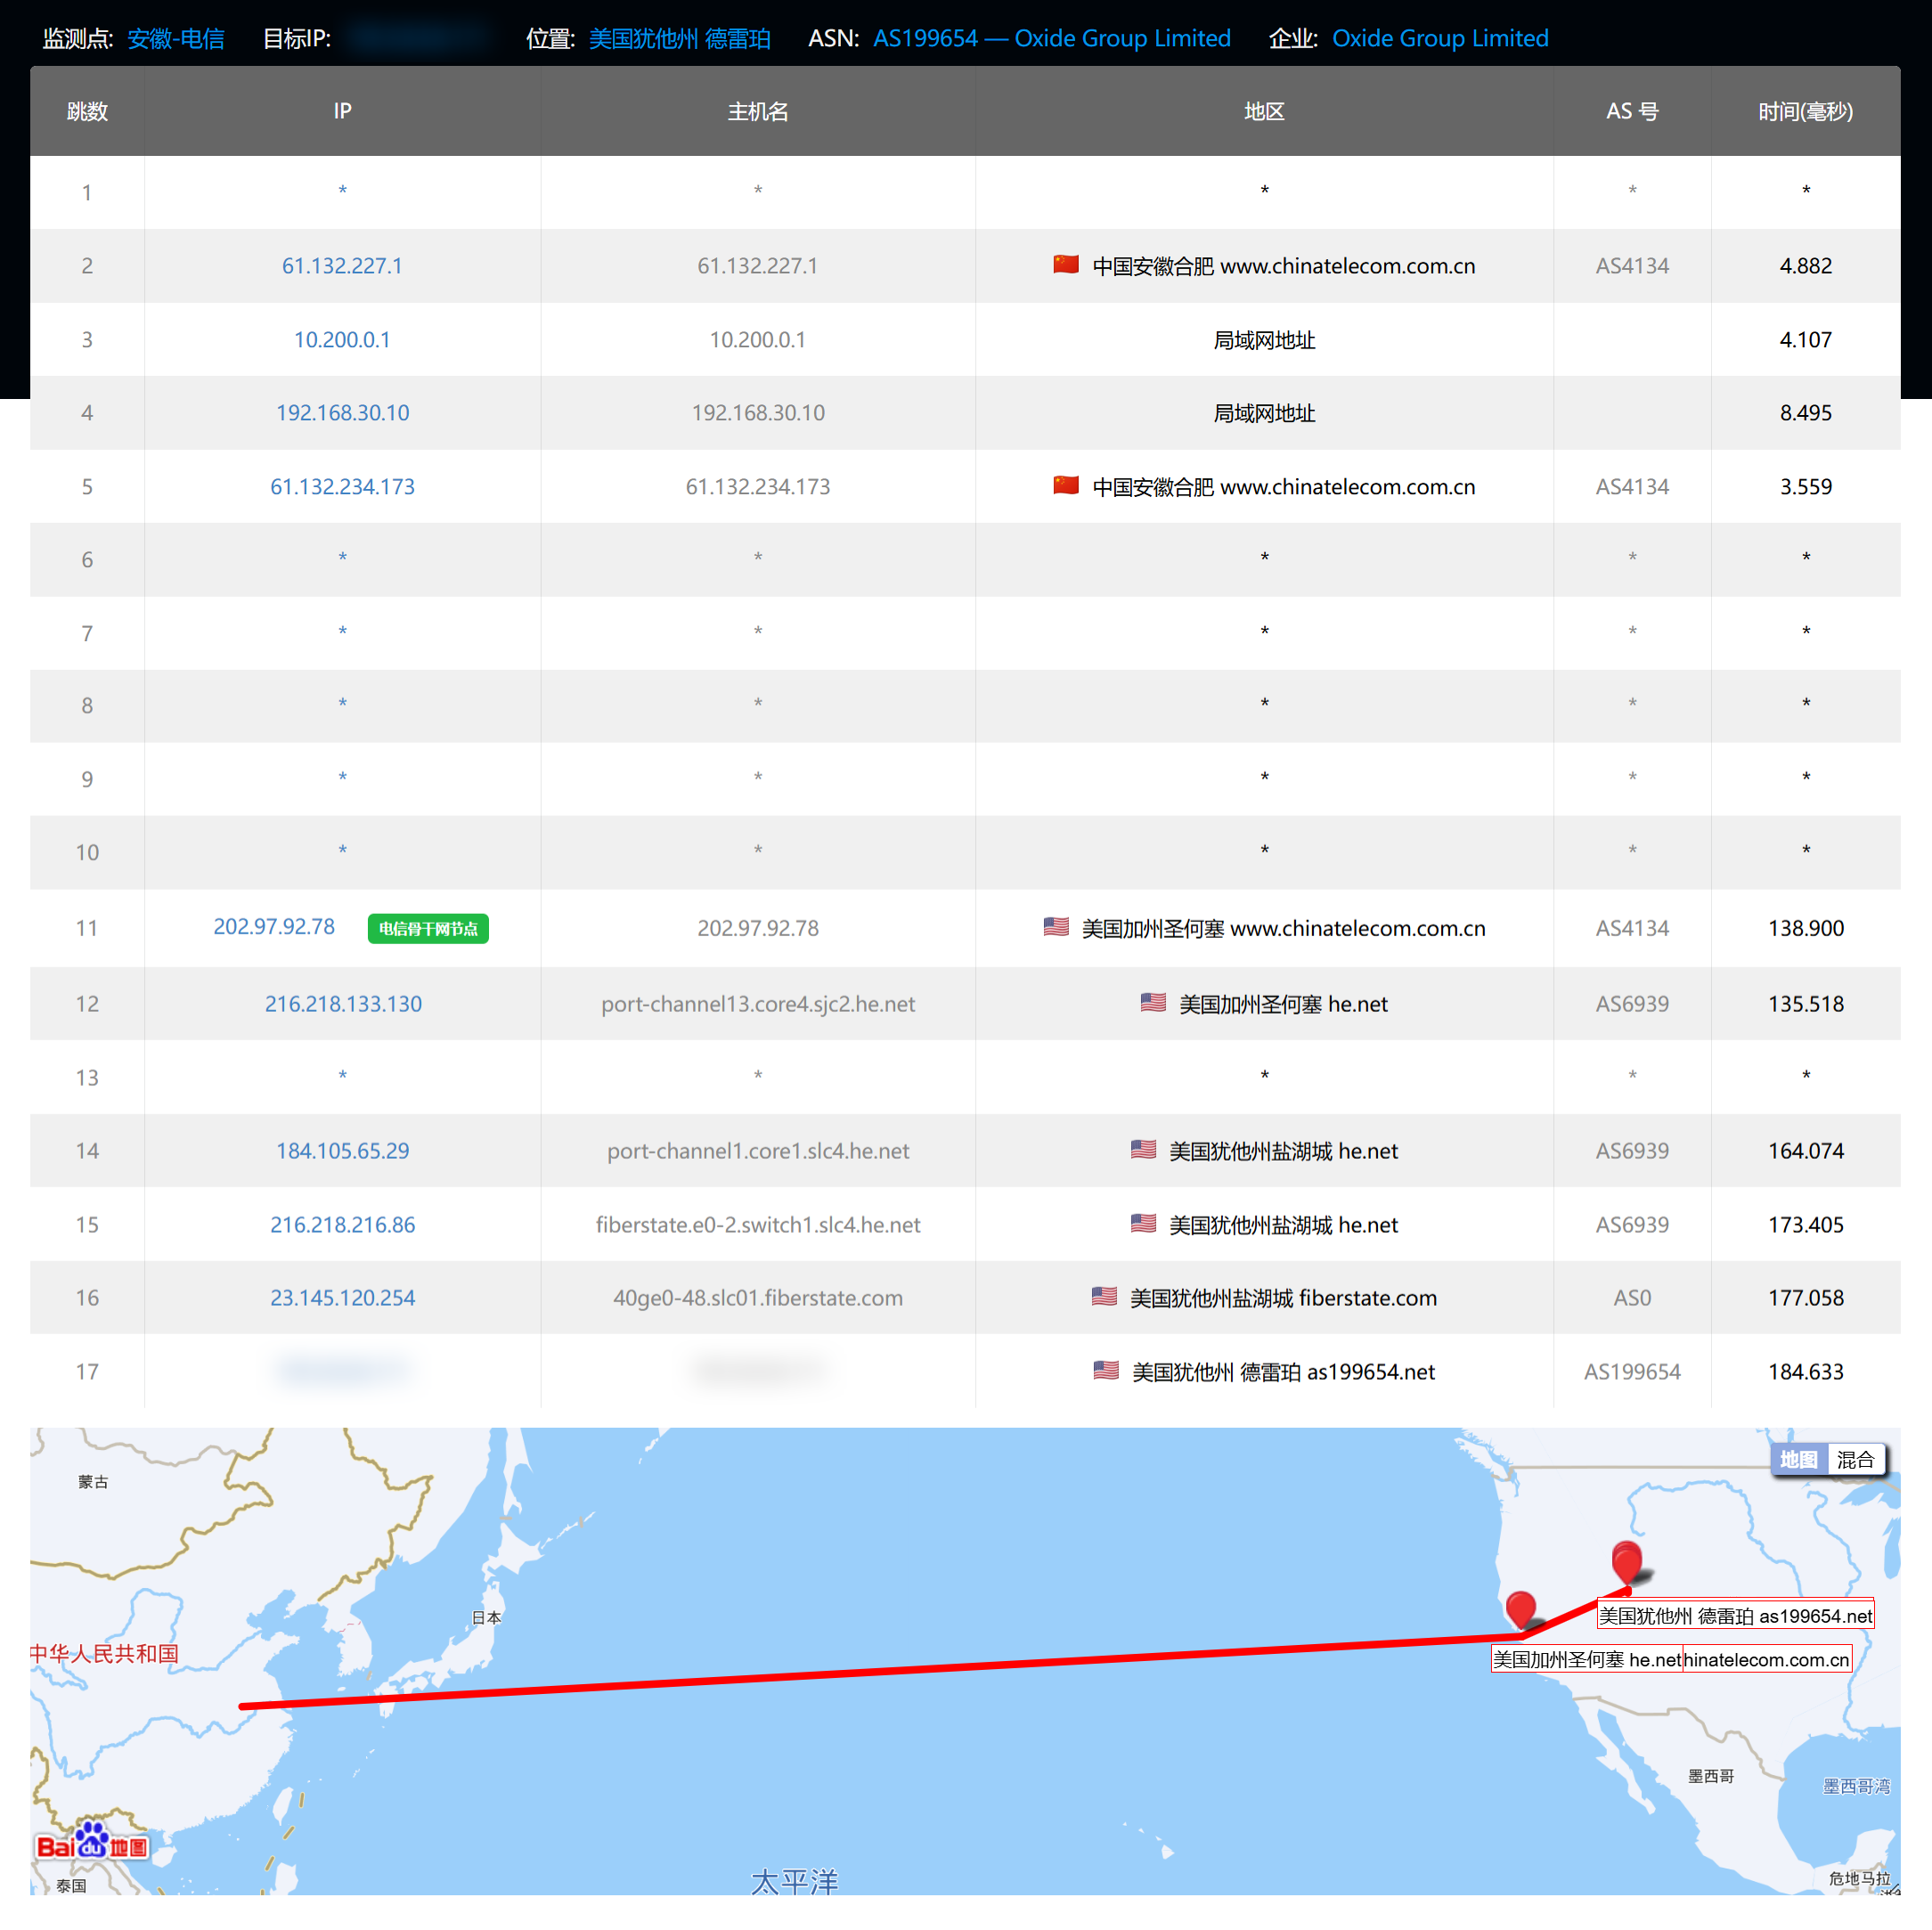 监测点: 安徽-电信 目标IP: 位置: 美国犹他州 德雷珀 ASN: AS199654 — Oxide Group Limited 企业: Oxide Group Limited
跳数 IP 主机名 地区 AS 号 时间(毫秒)
1 * * * * *
2 61.132.227.1 61.132.227.1 中国安徽合肥 www.chinatelecom.com.cn AS4134 4.882
3 10.200.0.1 10.200.0.1 局域网地址 4.107
4 192.168.30.10 192.168.30.10 局域网地址 8.495
5 61.132.234.173 61.132.234.173 中国安徽合肥 www.chinatelecom.com.cn AS4134 3.559
6 * * * * *
7 * * * * *
8 * * * * *
9 * * * * *
10 * * * * *
11 202.97.92.78 电信骨干网节点 202.97.92.78 美国加州圣何塞 www.chinatelecom.com.cn AS4134 138.900
12 216.218.133.130 port-channel13.core4.sjc2.he.net 美国加州圣何塞 he.net AS6939 135.518
13 * * * * *
14 184.105.65.29 port-channel1.core1.slc4.he.net 美国犹他州盐湖城 he.net AS6939 164.074
15 216.218.216.86 fiberstate.e0-2.switch1.slc4.he.net 美国犹他州盐湖城 he.net AS6939 173.405
16 23.145.120.254 40ge0-48.slc01.fiberstate.com 美国犹他州盐湖城 fiberstate.com AS0 177.058
17 美国犹他州 德雷珀 as199654.net AS199654 184.633
地图 混合
蒙古
日本
美国犹他州 德雷珀 as199654.net
中华人民共和国
美国加州圣何塞 he.net hinatelecom.com.cn
墨西哥
墨西哥湾
Bai du 地图
太平洋
危地马拉
泰国